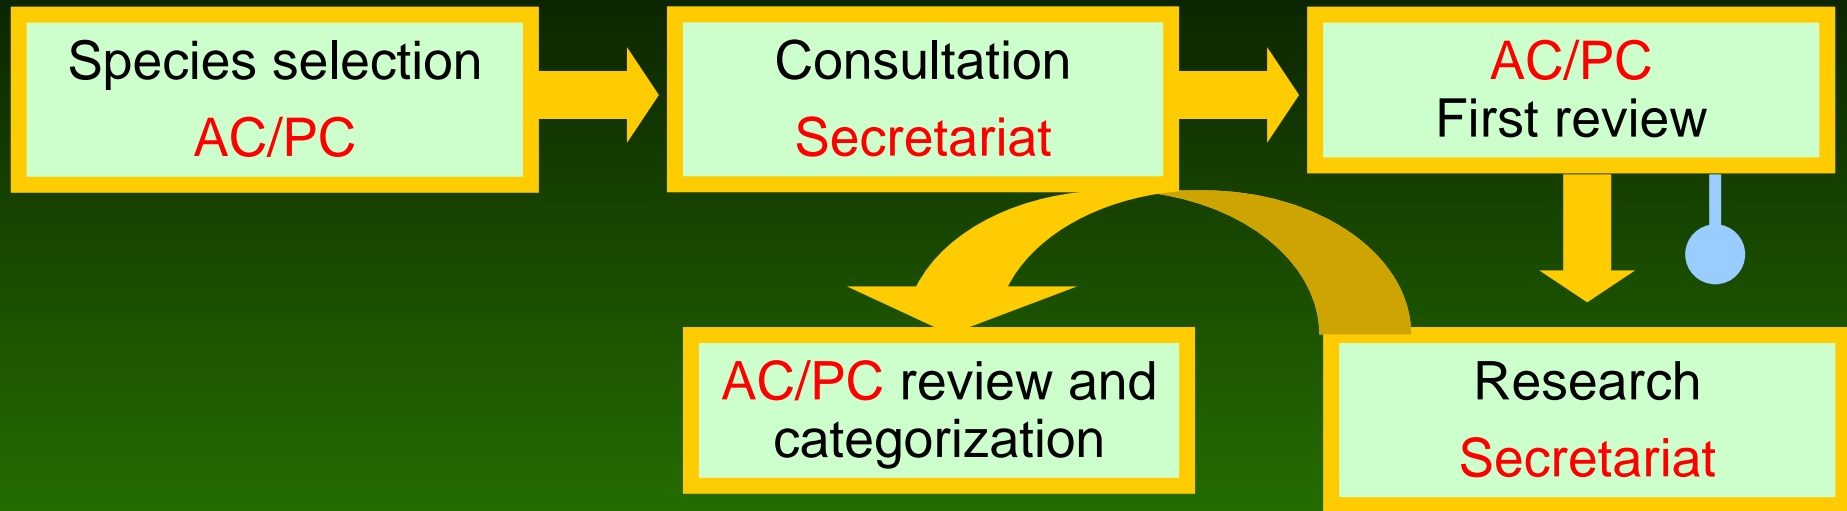 Species selection
AC/PC
Consultation
Secretariat
AC/PC
First review
Research
Secretariat
AC/PC review and
categorization